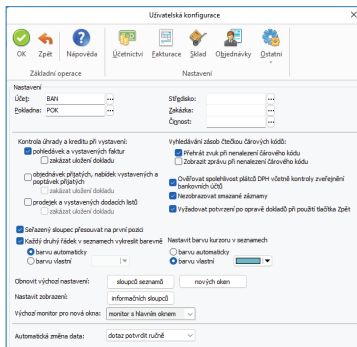 Uživatelská konfigurace
OK Zpět Nápověda Účetnictví Fakturace Sklad Objednávky Ostatní
Základní operace Nastavení
Nastavení
Účet: BAN ... Středisko: ...
Pokladna: POK ... Zakázka: ...
Činnost: ...
Kontrola úhrady a kreditu při vystavení: Vyhledávání zásob čtečkou čárových kódů:
pohledávek a vystavených faktur Přehrát zvuk při nenalezení čárového kódu
zakázat uložení dokladu Zobrazit zprávu při nenalezení čárového kódu
objednávek přijatých, nabídek vystavených a
poptávek přijatých
zakázat uložení dokladu
Ověřovat spolehlivost plátců DPH včetně kontroly zveřejnění
bankovních účtů
Nezobrazovat smazané záznamy
prodejek a vystavených dodacích listů
zakázat uložení dokladu
Vyžadovat potvrzení po opravě dokladů při použití tlačítka Zpět
Seřazený sloupec přesouvat na první pozici
Každý druhý řádek v seznamech vykreslit barevně Nastavit barvu kurzoru v seznamech
barvu automaticky barvu automaticky
barvu vlastní barvu vlastní
Obnovit výchozí nastavení: sloupců seznamů nových oken
Nastavit zobrazení: informačních sloupců
Výchozí monitor pro nová okna: monitor s hlavním oknem
Automatická změna data: dotaz potvrdit ručně